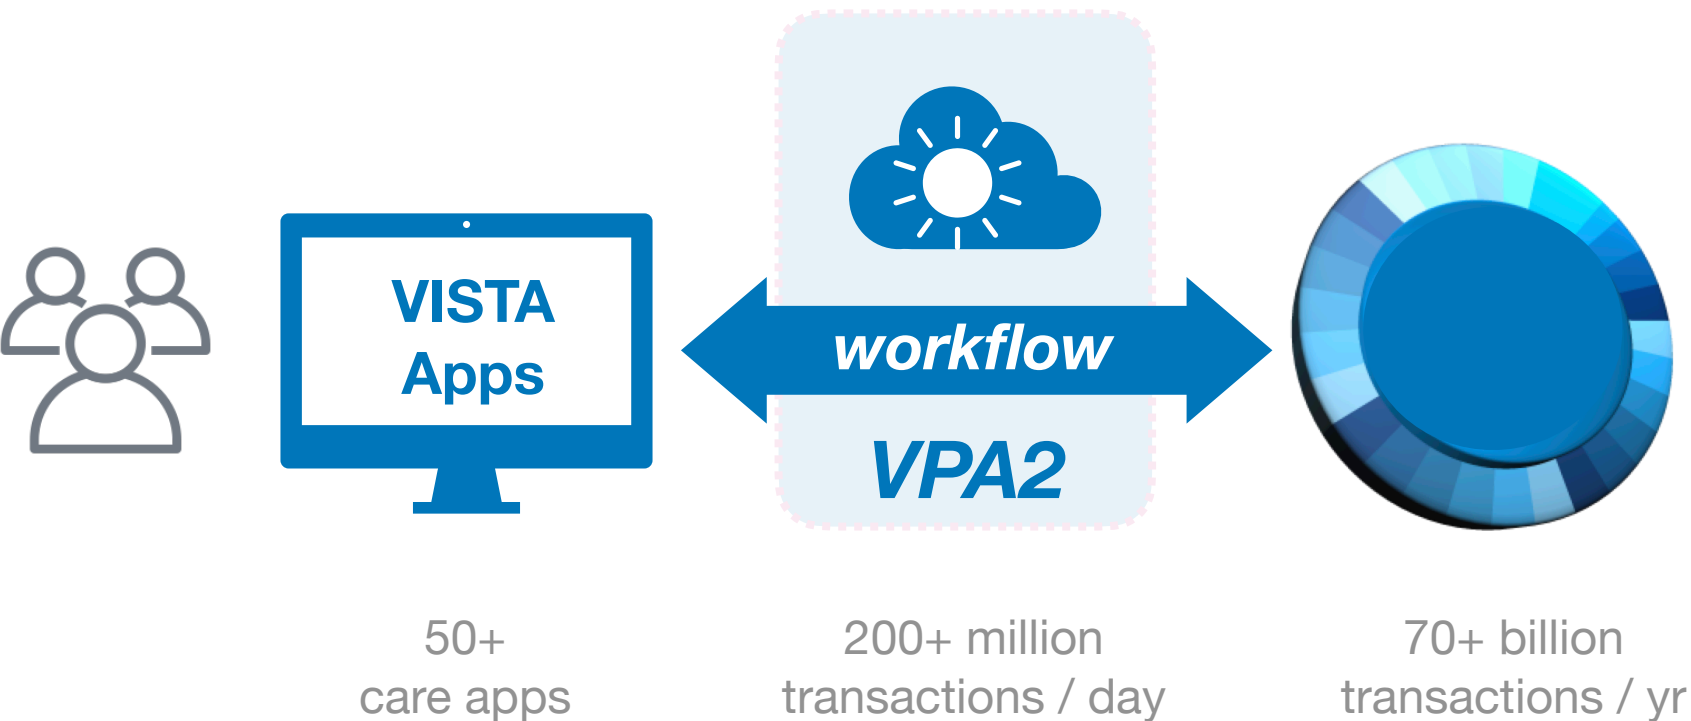 VISTA
Apps
workflow
VPA2
50+
care apps
200+ million
transactions / day
70+ billion
transactions / yr